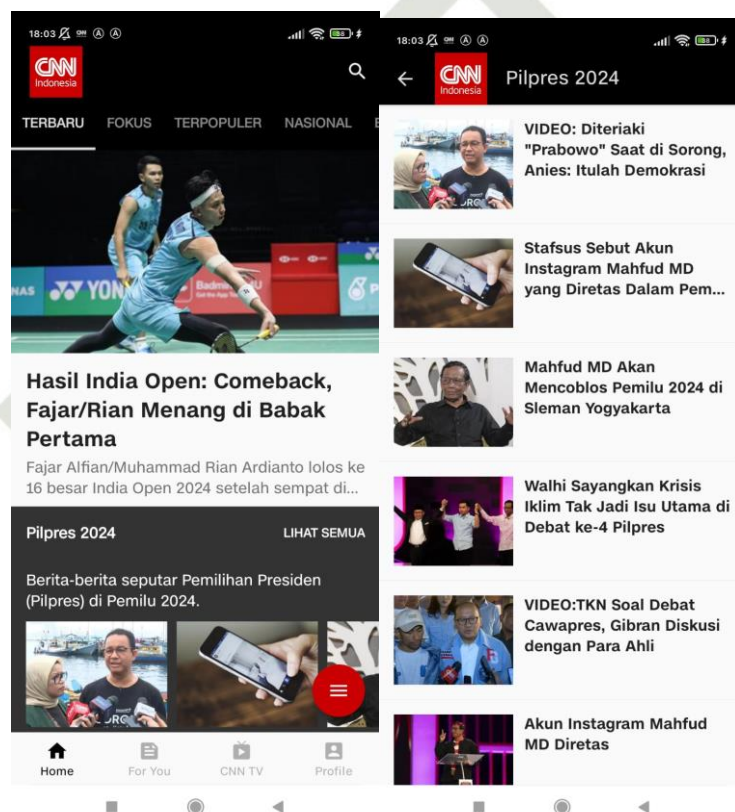 18:03
CNN
Indonesia
TERBARU FOKUS TERPOPULER NASIONAL
YONE
Hasil India Open: Comeback,
Fajar/Rian Menang di Babak
Pertama
Fajar Alfian/Muhammad Rian Ardianto lolos ke
16 besar India Open 2024 setelah sempat di...
Pilpres 2024 LIHAT SEMUA
Berita-berita seputar Pemilihan Presiden
(Pilpres) di Pemilu 2024.
Home For You CNN TV Profile
18:03
CNN
Indonesia
Pilpres 2024
VIDEO: Diteriaki
"Prabowo" Saat di Sorong,
Anies: Itulah Demokrasi
Stafsus Sebut Akun
Instagram Mahfud MD
yang Diretas Dalam Pem...
Mahfud MD Akan
Mencoblos Pemilu 2024 di
Sleman Yogyakarta
Walhi Sayangkan Krisis
Iklim Tak Jadi Isu Utama di
Debat ke-4 Pilpres
VIDEO:TKN Soal Debat
Cawapres, Gibran Diskusi
dengan Para Ahli
Akun Instagram Mahfud
MD Diretas